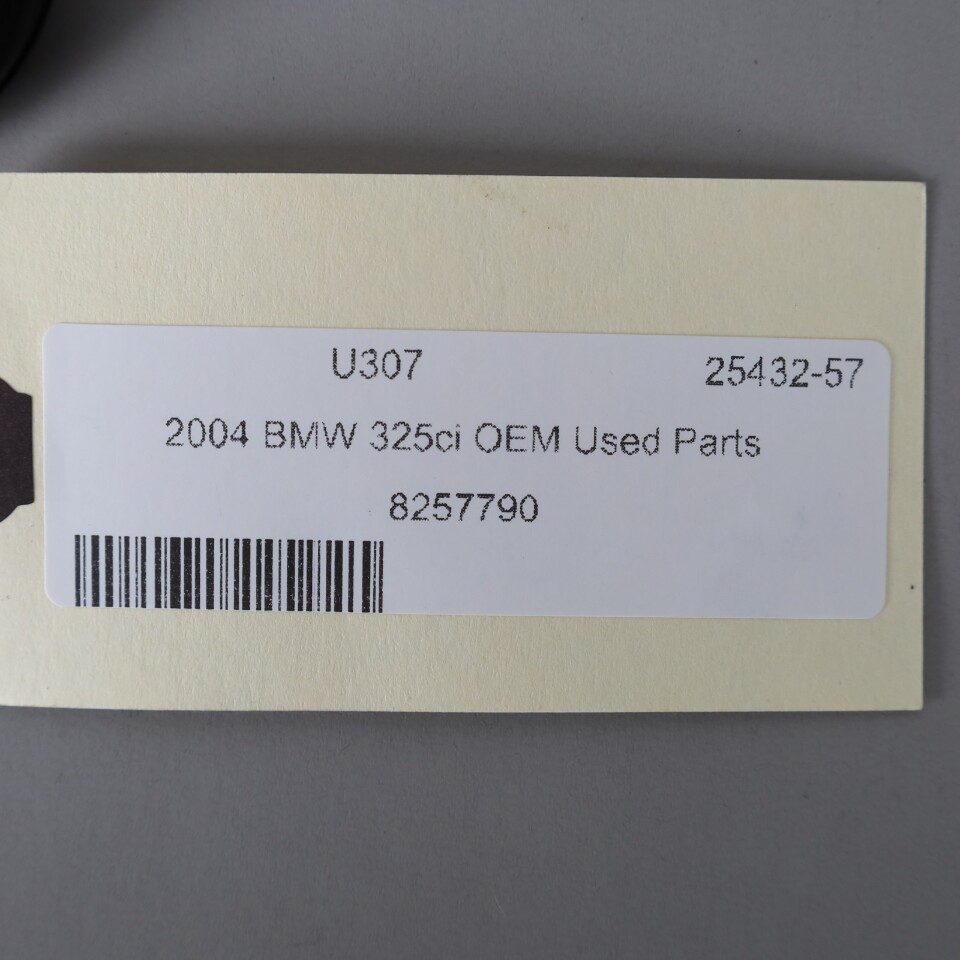 U307 25432-57
2004 BMW 325ci OEM Used Parts
8257790